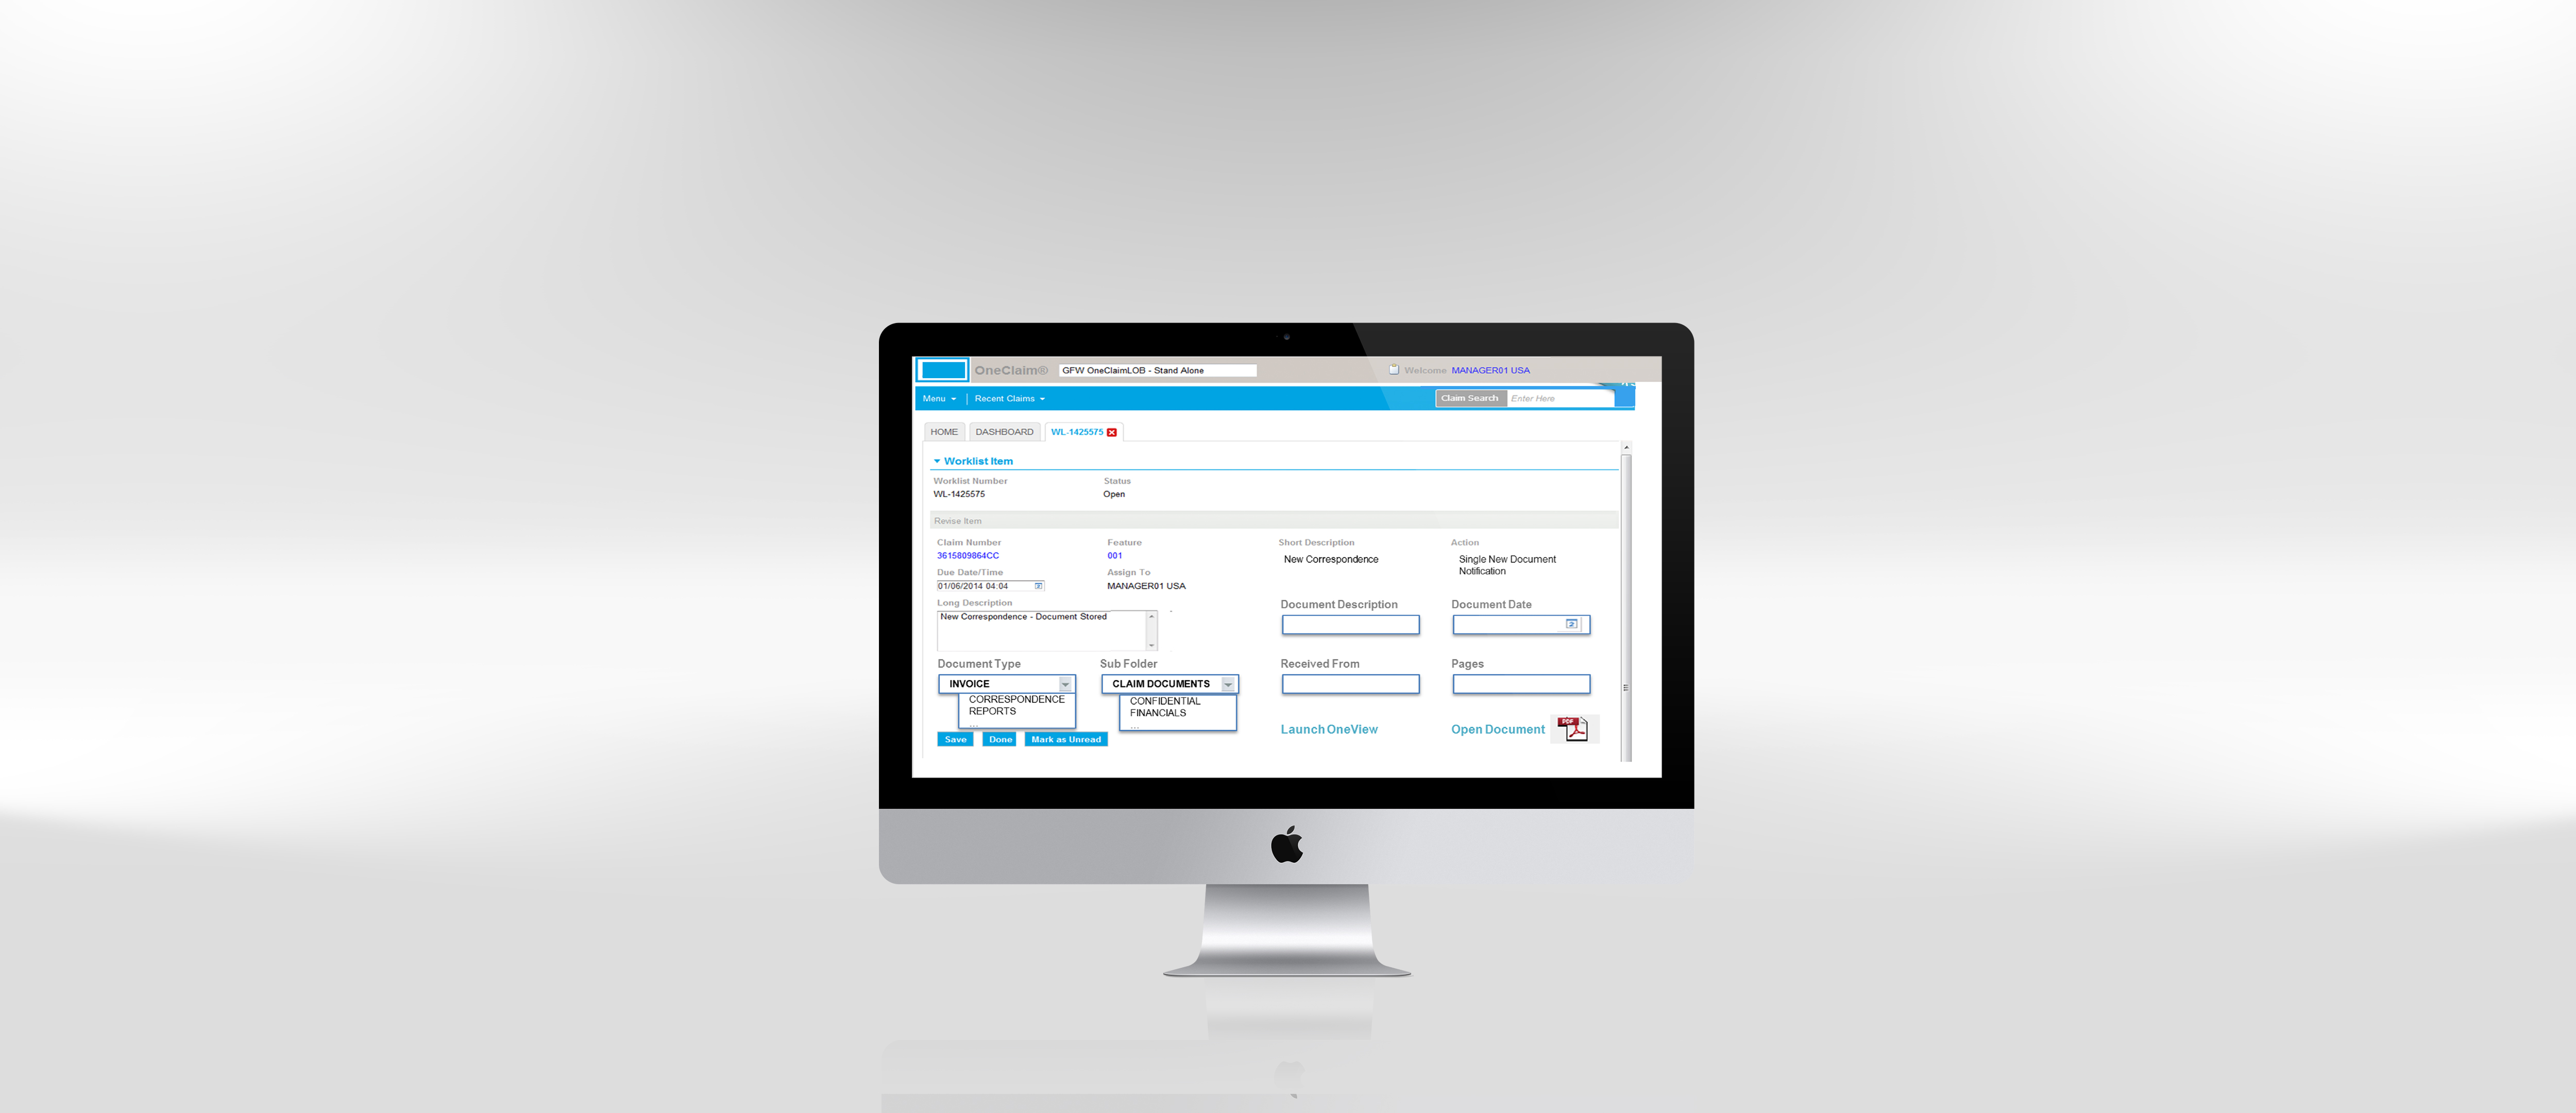 OneClaim® GFW OneClaimLOB - Stand Alone Welcome MANAGER01 USA
Menu Recent Claims Claim Search Enter Here
HOME DASHBOARD WL-1425575
Worklist Item
Worklist Number Status
WL-1425575 Open
Revise Item
Claim Number Feature Short Description Action
3615809864CC 001 New Correspondence Single New Document
Notification
Due Date/Time Assign To
01/06/2014 04:04 MANAGER01 USA
Long Description Document Description Document Date
New Correspondence - Document Stored
Document Type Sub Folder Received From Pages
INVOICE CLAIM DOCUMENTS
CORRESPONDENCE CONFIDENTIAL
REPORTS FINANCIALS
... ...
Launch OneView Open Document PDF
Save Done Mark as Unread